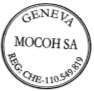 GENEVA
MOCOH SA
REG-CHE-110.549.819